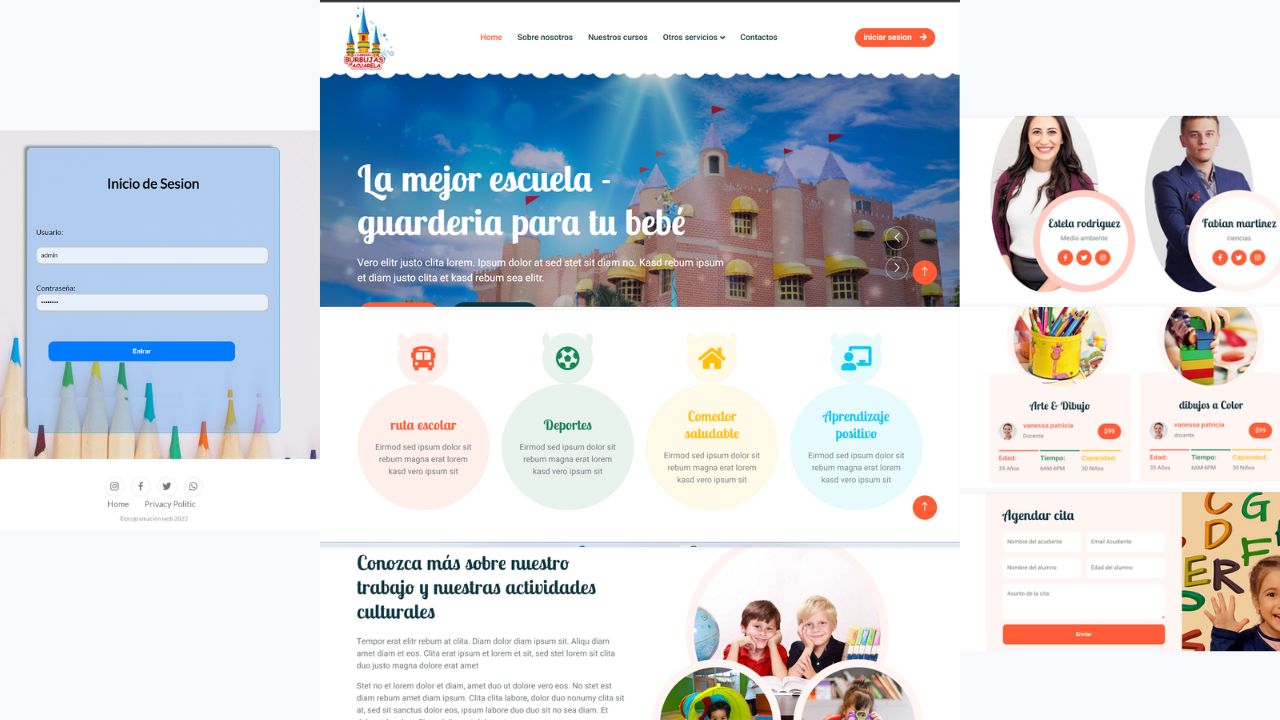 Inicio de Sesion
Usuario:
admin
Contraseña:
Entrar
Home Privacy Politic
©programacion web 2023
BURBUJAS
ACUARELA
Home Sobre nosotros Nuestros cursos Otros servicios Contactos
iniciar sesion
La mejor escuela -
guarderia para tu bebé
Vero elitr justo clita lorem. Ipsum dolor at sed stet sit diam no. Kasd rebum ipsum
et diam justo clita et kasd rebum sea elitr.
ruta escolar
Eirmod sed ipsum dolor sit
rebum magna erat lorem
kasd vero ipsum sit
Deportes
Eirmod sed ipsum dolor sit
rebum magna erat lorem
kasd vero ipsum sit
Comedor
saludable
Eirmod sed ipsum dolor sit
rebum magna erat lorem
kasd vero ipsum sit
Aprendizaje
positivo
Eirmod sed ipsum dolor sit
rebum magna erat lorem
kasd vero ipsum sit
Conozca más sobre nuestro
trabajo y nuestras actividades
culturales
Tempor erat elitr rebum at clita. Diam dolor diam ipsum sit. Aliqu diam
amet diam et eos. Clita erat ipsum et lorem et sit, sed stet lorem sit clita
duo justo magna dolore erat amet
Stet no et lorem dolor et diam, amet duo ut dolore vero eos. No stet est
diam rebum amet diam ipsum. Clita clita labore, dolor duo nonumy clita sit
at, sed sit sanctus dolor eos, ipsum labore duo duo sit no sea diam. Et
Estela rodriguez
Medio ambiente
Fabian martinez
ciencias
Arte & Dibujo
vanessa patricia
Docente
$99
Edad:
35 Años
Tiempo:
6AM-6PM
Capacidad:
30 Niños
dibujos a Color
vanessa patricia
docente
$99
Edad:
35 Años
Tiempo:
6AM-6PM
Capacidad:
30 Niños
Agendar cita
Nombre del acudiente
Email Acudiente
Nombre del alumno
Edad del alumno
Asunto de la cita
Enviar